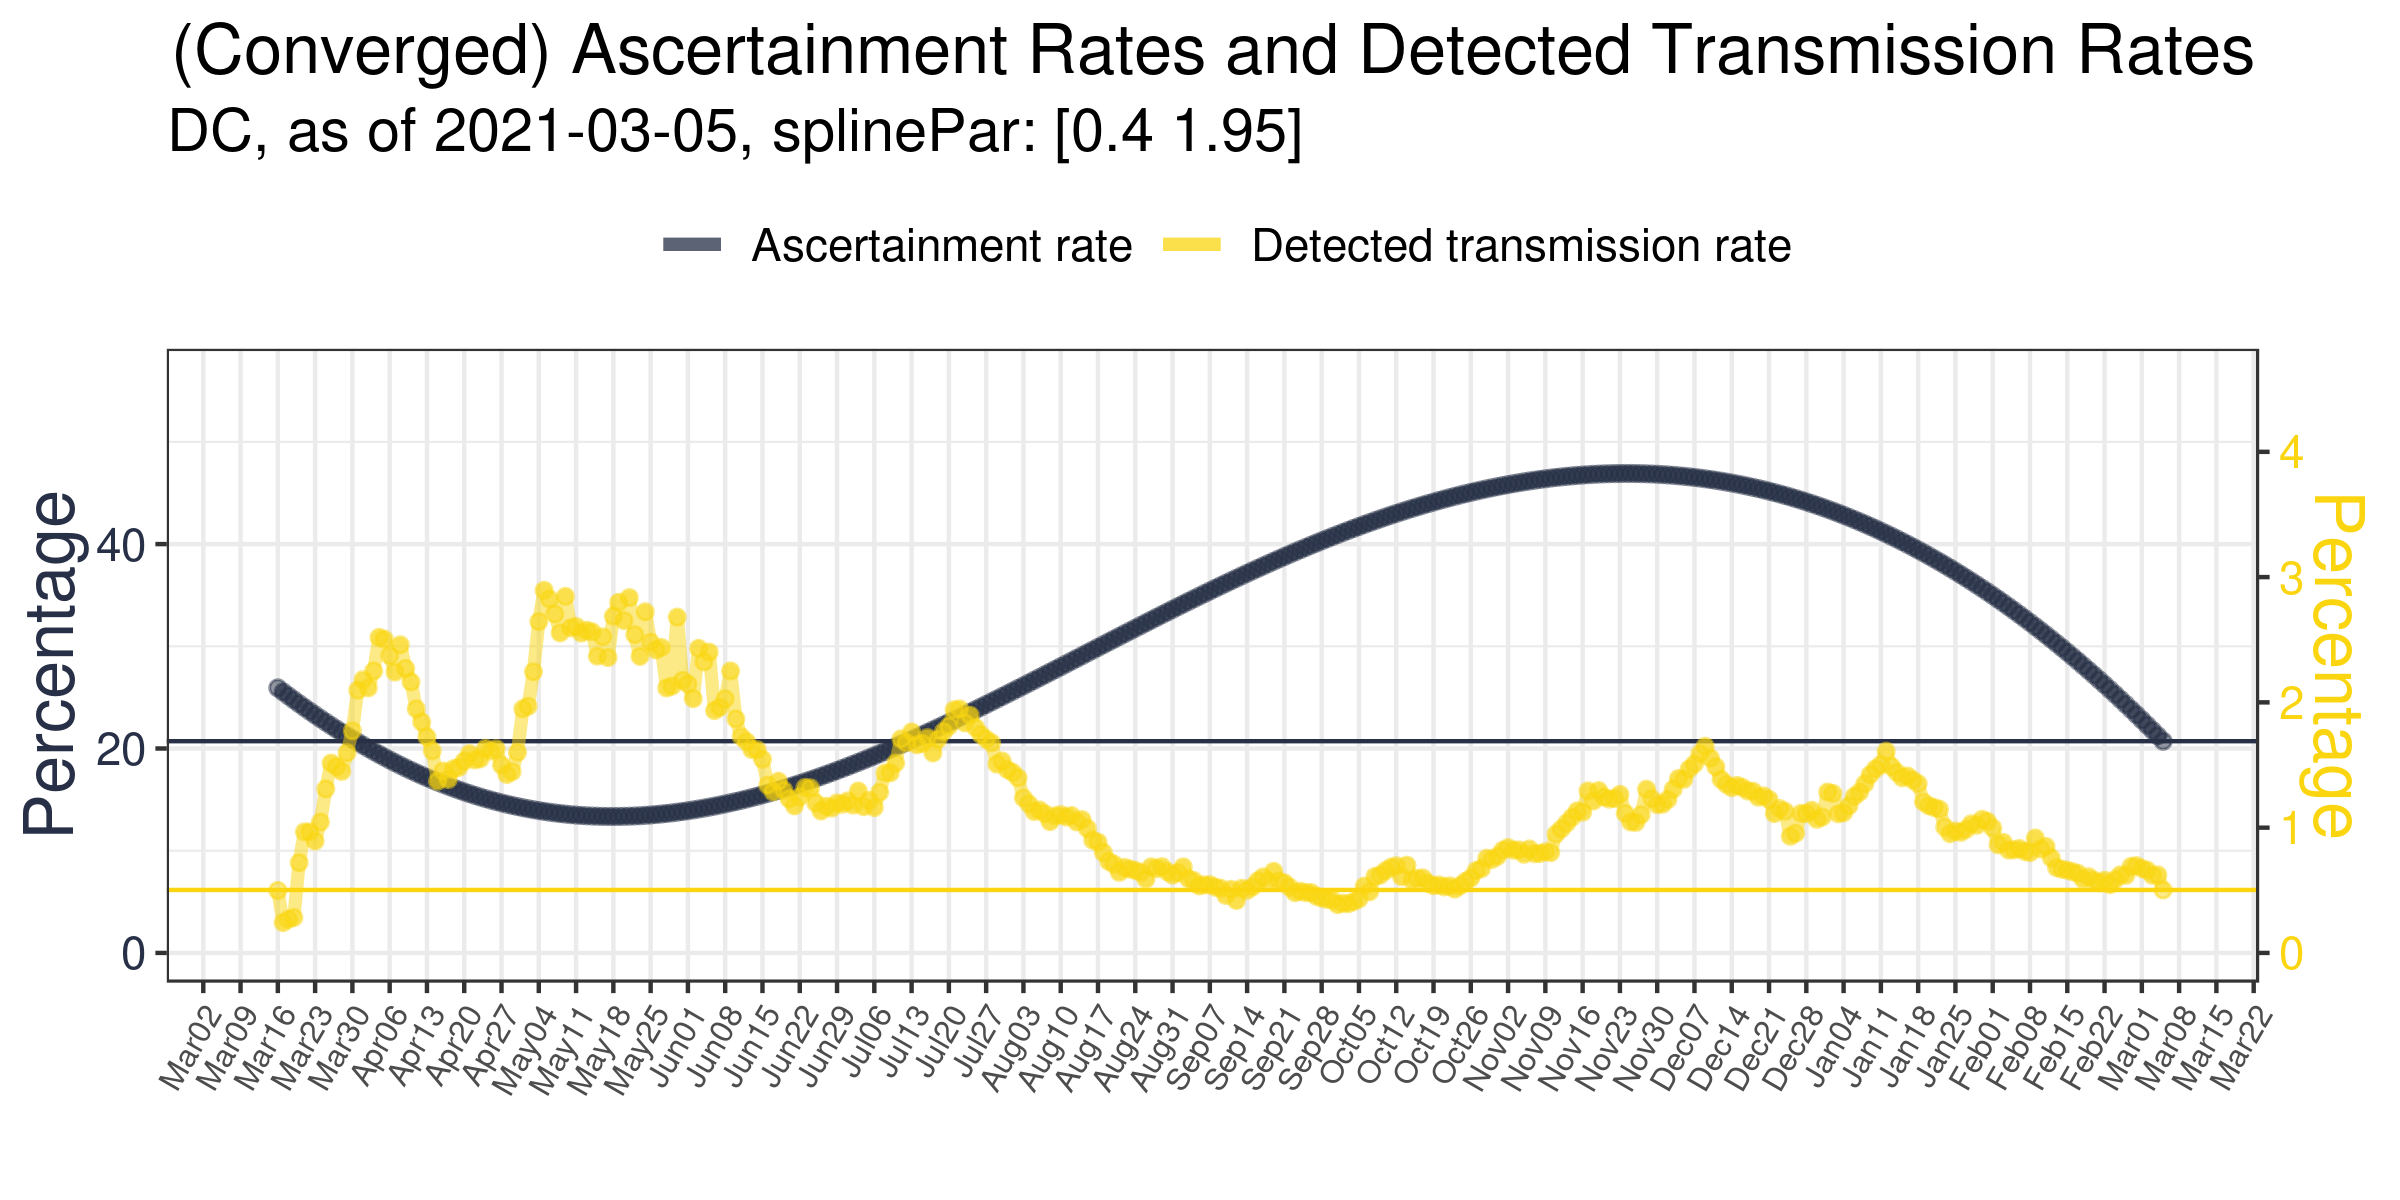 (Converged) Ascertainment Rates and Detected Transmission Rates
DC, as of 2021-03-05, splinePar: [0.4 1.95]
Ascertainment rate Detected transmission rate
Percentage
40
20
0
4
3
2
1
0
Percentage
Mar02 Mar09 Mar16 Mar23 Mar30 Apr06 Apr13 Apr20 Apr27 May04 May11 May18 May25 Jun01 Jun08 Jun15 Jun22 Jun29 Jul06 Jul13 Jul20 Jul27 Aug03 Aug10 Aug17 Aug24 Aug31 Sep07 Sep14 Sep21 Sep28 Oct05 Oct12 Oct19 Oct26 Nov02 Nov09 Nov16 Nov23 Nov30 Dec07 Dec14 Dec21 Dec28 Jan04 Jan11 Jan18 Jan25 Feb01 Feb08 Feb15 Feb22 Mar01 Mar08 Mar15 Mar22